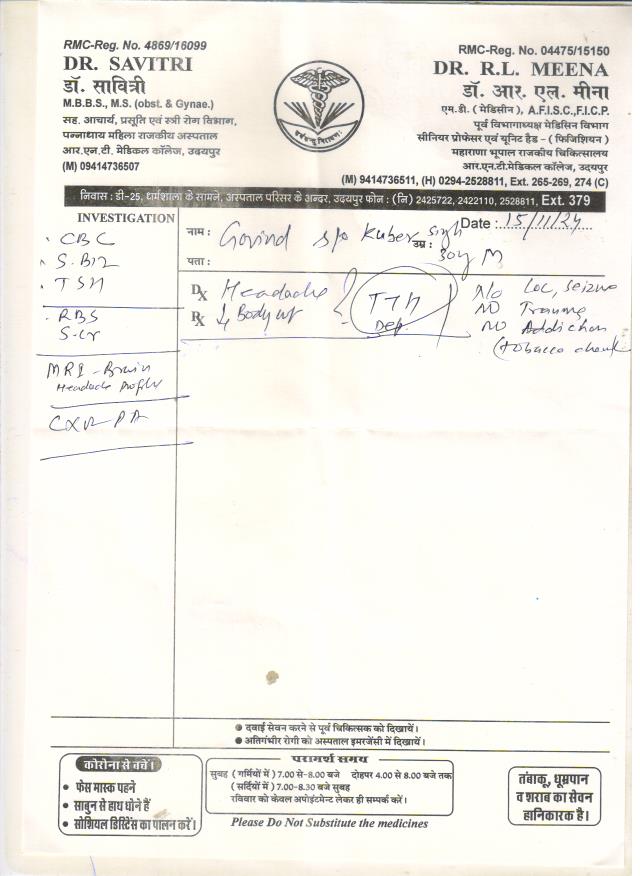 RMC-Reg. No. 4869/16099
DR. SAVITRI
डॉ. सावित्री
M.B.B.S., M.S. (obst. & Gynae.)
सह. आचार्य, प्रसूति एवं स्त्री रोग विभाग,
पन्नाधाय महिला राजकीय अस्पताल
आर.एन.टी. मेडिकल कॉलेज, उदयपुर
(M) 09414736507
RMC-Reg. No. 04475/15150
DR. R.L. MEENA
डॉ. आर. एल. मीना
एम.डी. ( मेडिसीन ), A.F.I.SC.,F.I.C.P.
पूर्व विभागाध्यक्ष मेडिसिन विभाग
सीनियर प्रोफेसर एवं यूनिट हैड - ( फिजिशियन )
महाराणा भूपाल राजकीय चिकित्सालय
आर.एन.टी.मेडिकल कॉलेज, उदयपुर
(M) 9414736511, (H) 0294-2528811, Ext. 265-269, 274 (C)
निवास : डी-25, धर्मशाला के सामने, अस्पताल परिसर के अन्दर, उदयपुर फोन : (नि) 2425722, 2422110, 2528811, Ext. 379
INVESTIGATION
CBC
S. B12
TSH
RBS
S-cr
MRI - Brain
Headache Profile
CXR-PA
Date : 15/11/24
नाम : Govind s/o Kuber Singh
उम्र : 30y M
पता :
Dx Headache
Rx Body
TTH
Dep.
N/o LOC, Seizure
NO Trauma
NO Addiction
(Tobacco
दवाई सेवन करने से पूर्व चिकित्सक को दिखायें।
अतिगंभीर रोगी को अस्पताल इमरजेंसी में दिखायें।
कोरोना से बचें।
फेस मास्क पहने
साबुन से हाथ धोने हैं
सोशियल डिस्टेंस का पालन करें।
परामर्श समय
सुबह ( गर्मियों में ) 7.00 से-8.00 बजे दोहपर 4.00 से 8.00 बजे तक
( सर्दियों में ) 7.00-8.30 बजे सुबह
रविवार को केवल अपोइंटमेन्ट लेकर ही सम्पर्क करें।
Please Do Not Substitute the medicines
तंबाकू, धूम्रपान
व शराब का सेवन
हानिकारक है।